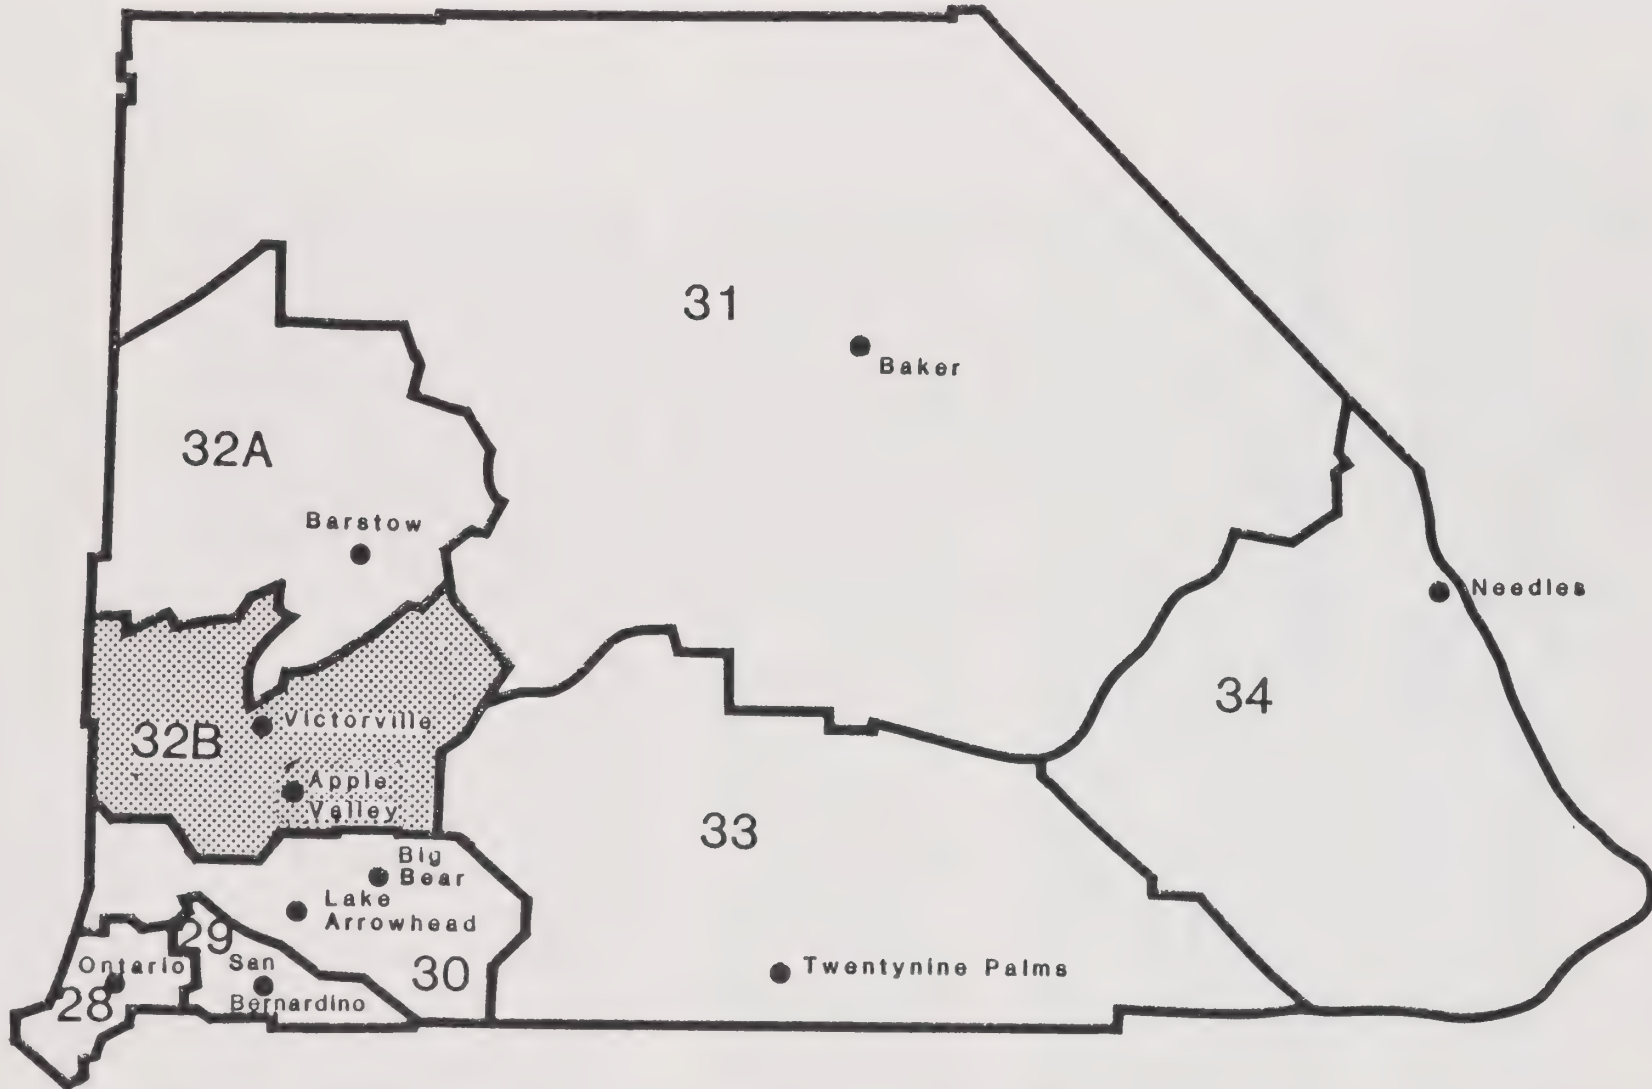 31
Baker
32A
Barstow
Needles
34
Victorville
32B
Apple
Valley
33
Big
Bear
Lake
Arrowhead
29
Ontario
San
30
Twentynine Palms
28
Bernardino